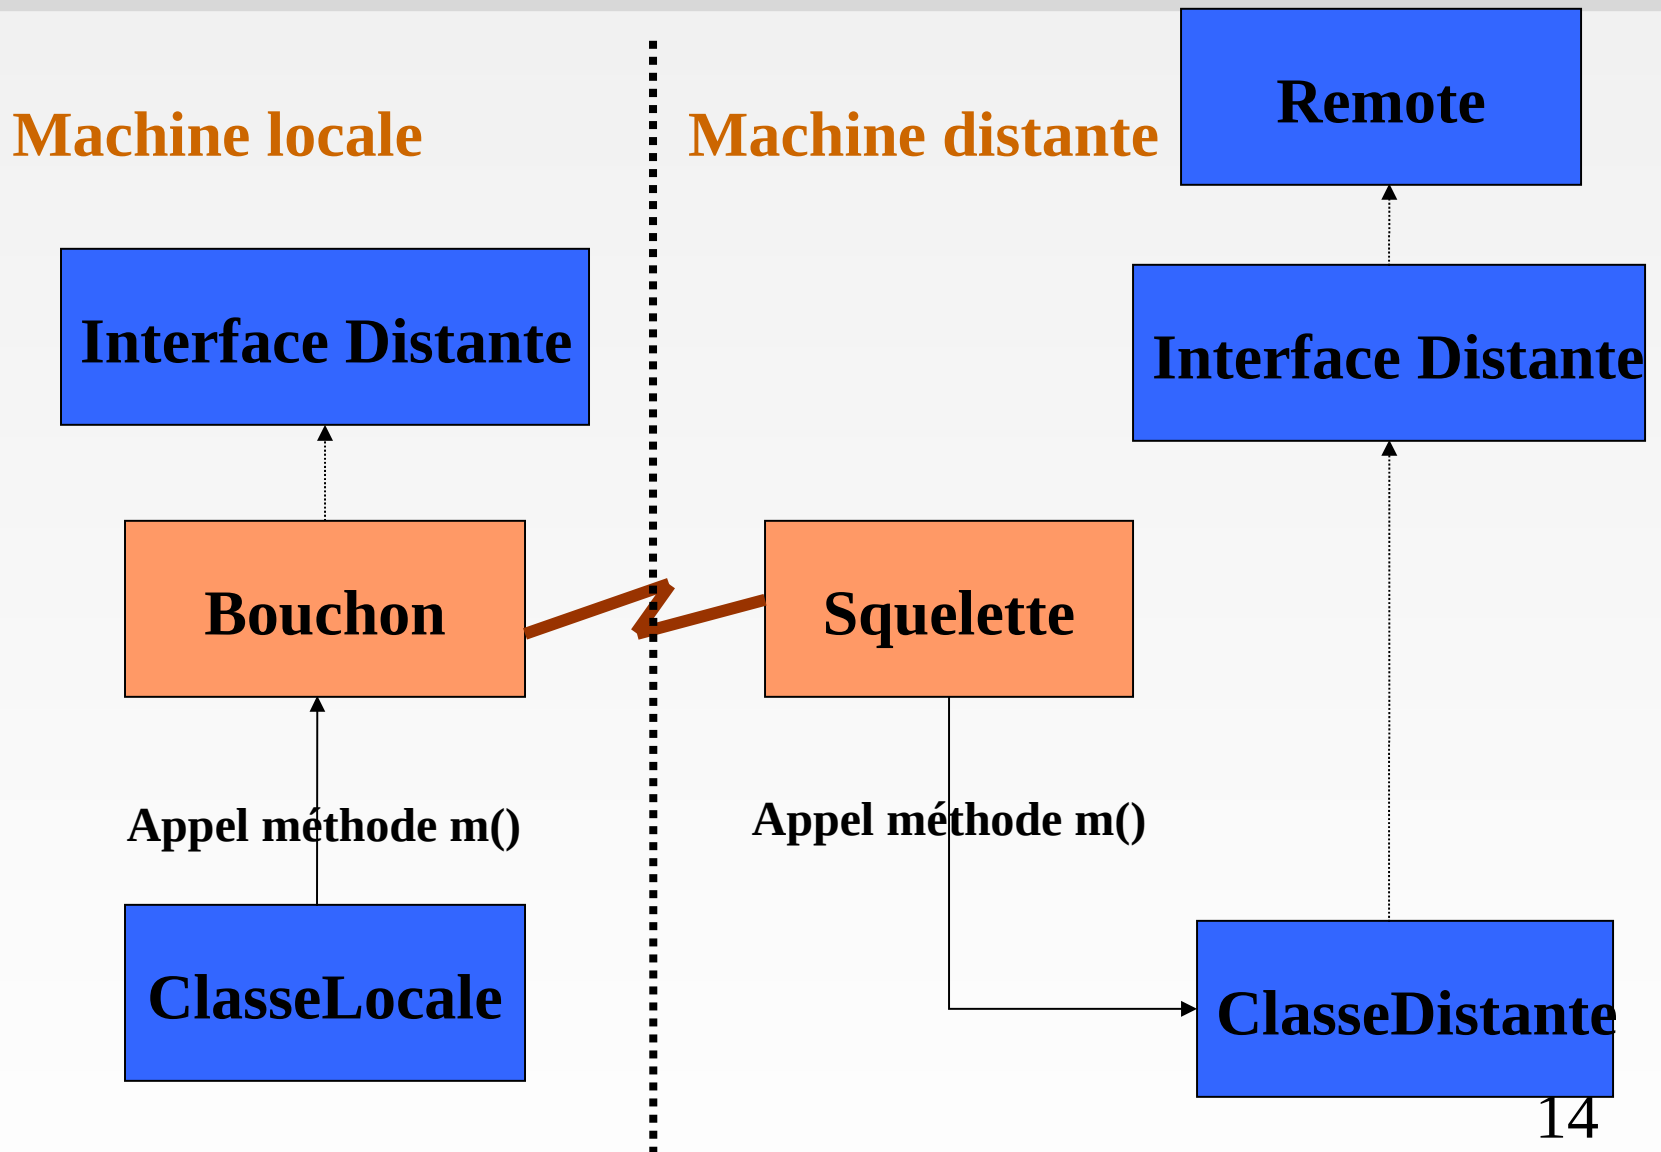 Remote
Machine locale
Machine distante
Interface Distante
Interface Distante
Bouchon
Squelette
Appel méthode m()
Appel méthode m()
ClasseLocale
ClasseDistante
14